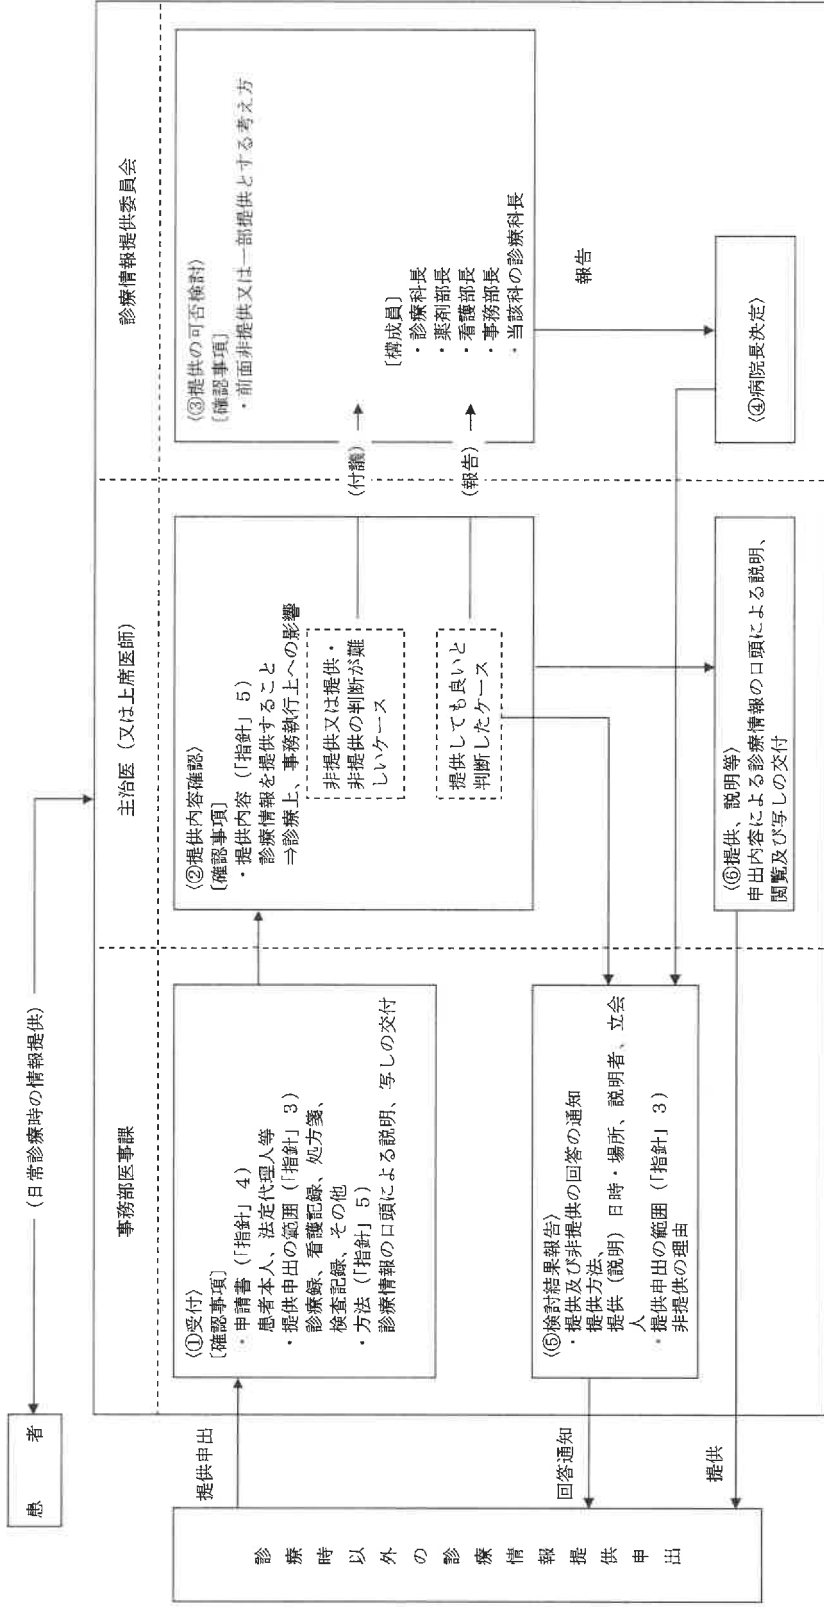 患者
（日常診療時の情報提供）
事務部医事課
主治医（又は上席医師）
診療情報提供委員会
診療時以外の診療情報提供申出
提供申出
〈①受付〉
［確認事項］
・申請書（「指針」４）
患者本人、法定代理人等
・提供申出の範囲（「指針」３）
診療録、看護記録、処方箋、
検査記録、その他
・方法（「指針」５）
診療情報の口頭による説明、写しの交付
〈②提供内容確認〉
［確認事項］
・提供内容（「指針」５）
診療情報を提供すること
⇒診療上、事務執行上への影響
非提供又は提供・
非提供の判断が難
しいケース
提供しても良いと
判断したケース
（付議）
（報告）
〈③提供の可否検討〉
［確認事項］
・前面非提供又は一部提供とする考え方
［構成員］
・診療科長
・薬剤部長
・看護部長
・事務部長
・当該科の診療科長
報告
〈④病院長決定〉
回答通知
〈⑤検討結果報告〉
・提供及び非提供の回答の通知
提供方法、
提供（説明）日時・場所、説明者、立会
人
・提供申出の範囲（「指針」３）
非提供の理由
提供
〈⑥提供、説明等〉
申出内容による診療情報の口頭による説明、
閲覧及び写しの交付